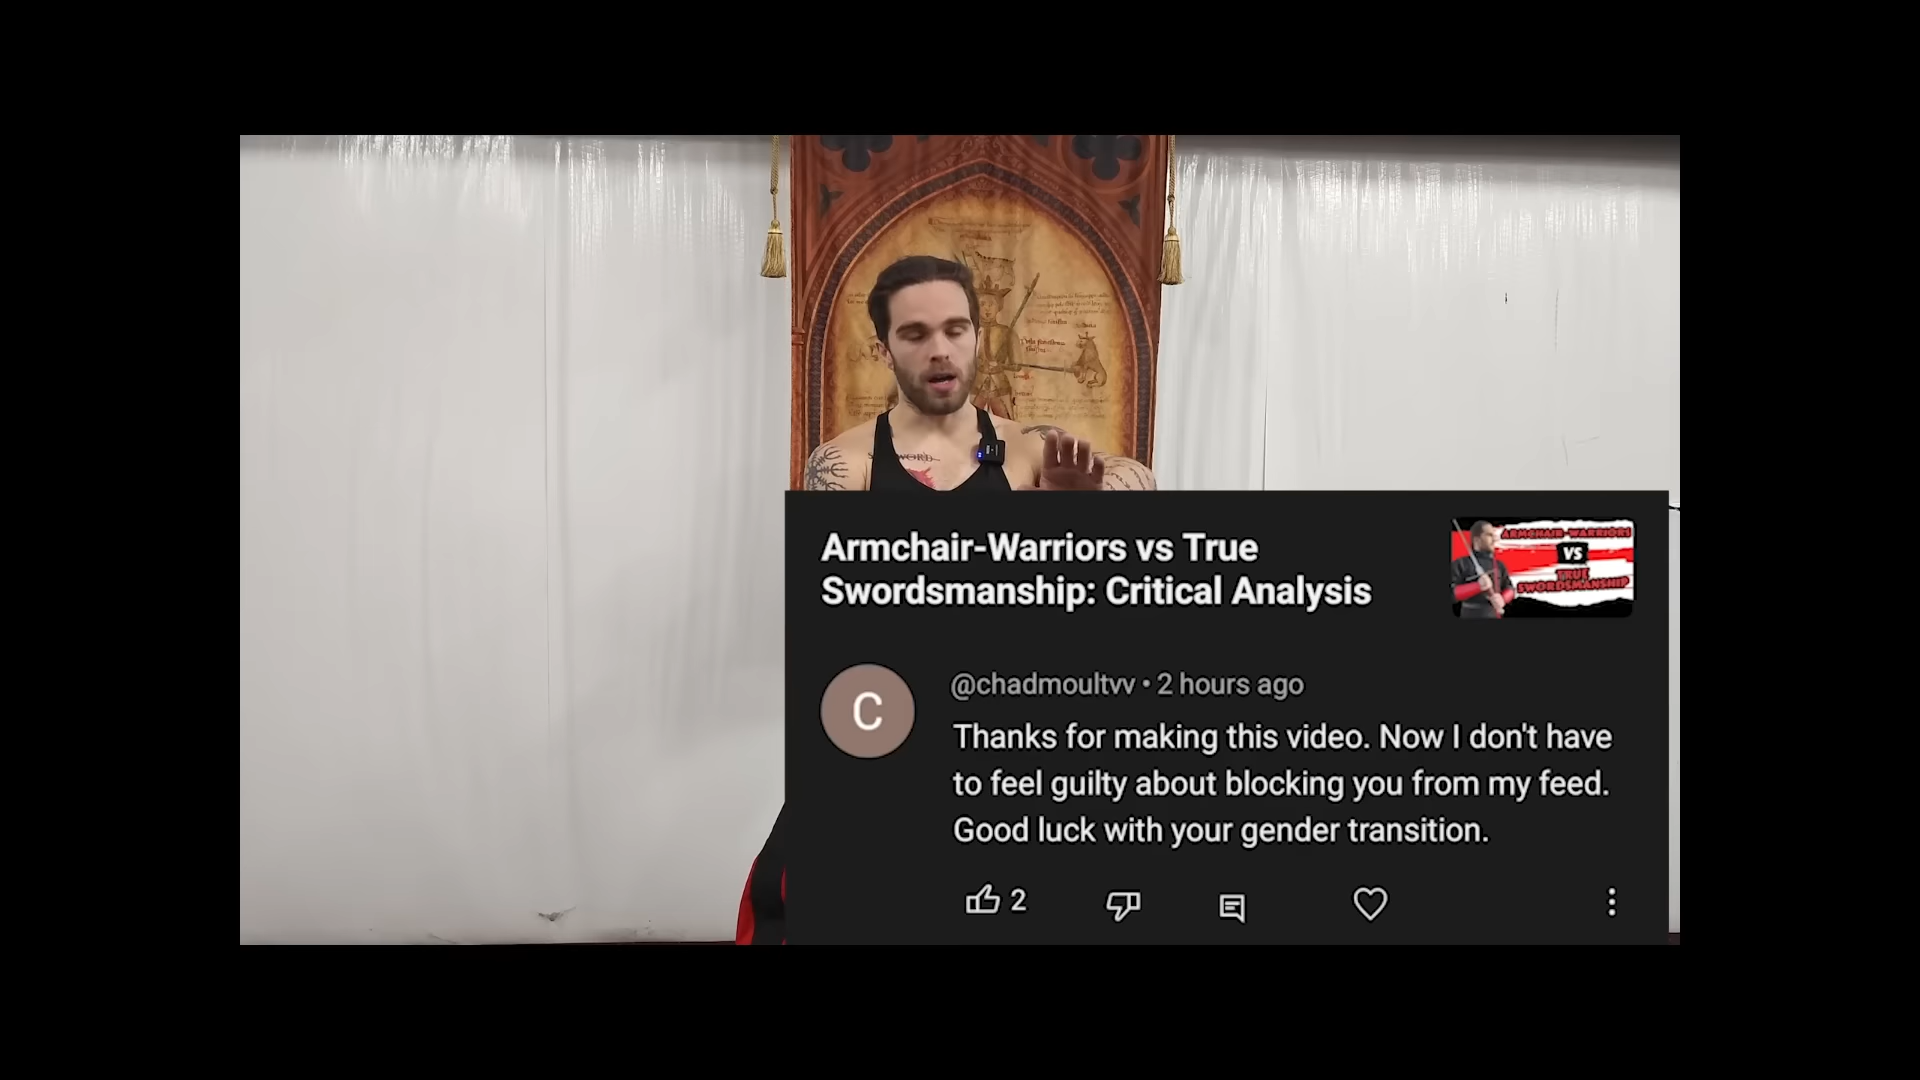 SWORD
Armchair-Warriors vs True
Swordsmanship: Critical Analysis
ARMCHAIR-WARRIORS
VS
TRUE
SWORDSMANSHIP
C
@chadmoultvv • 2 hours ago
Thanks for making this video. Now I don't have
to feel guilty about blocking you from my feed.
Good luck with your gender transition.
2